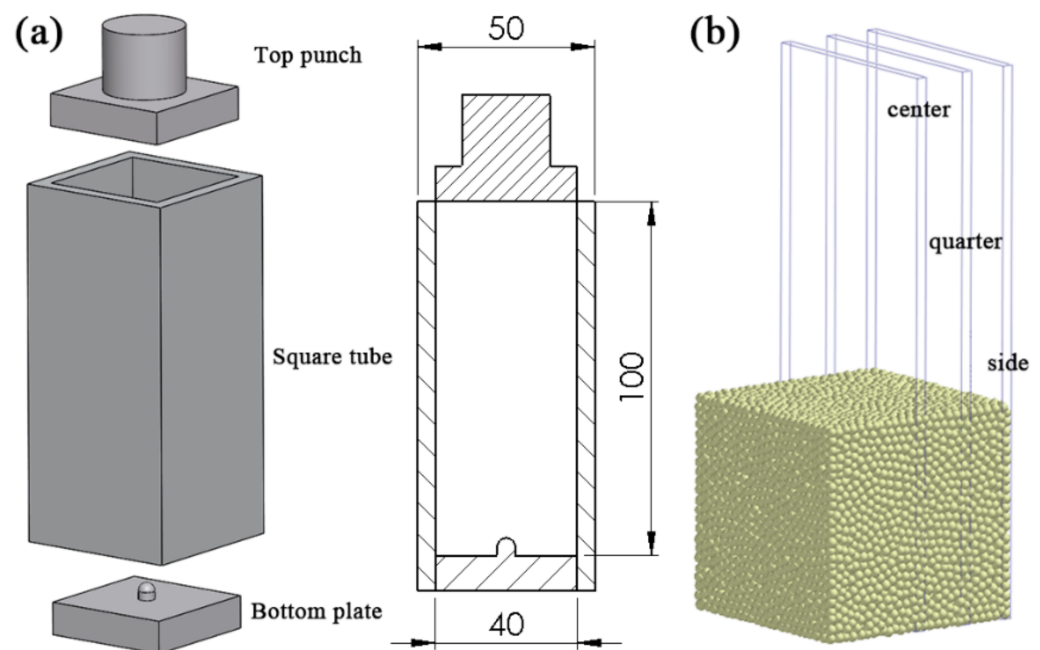 (a)
Top punch
Square tube
Bottom plate
50
100
40
(b)
center
quarter
side